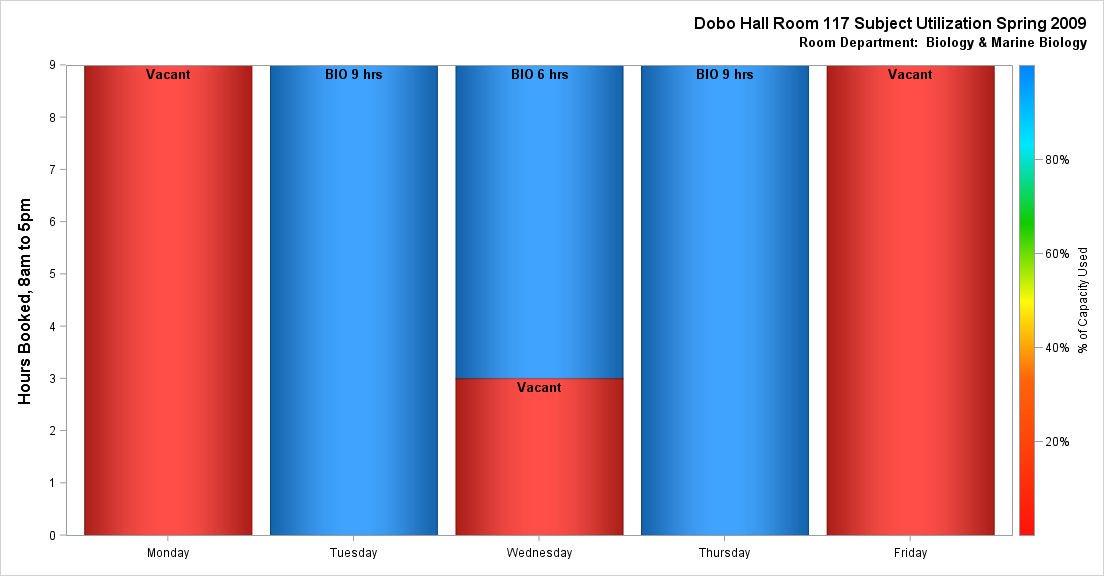 Dobo Hall Room 117 Subject Utilization Spring 2009
Room Department: Biology & Marine Biology
Hours Booked, 8am to 5pm
9
8
7
6
5
4
3
2
1
0
Vacant
BIO 9 hrs
BIO 6 hrs
BIO 9 hrs
Vacant
Vacant
Monday
Tuesday
Wednesday
Thursday
Friday
80%
60%
40%
20%
% of Capacity Used